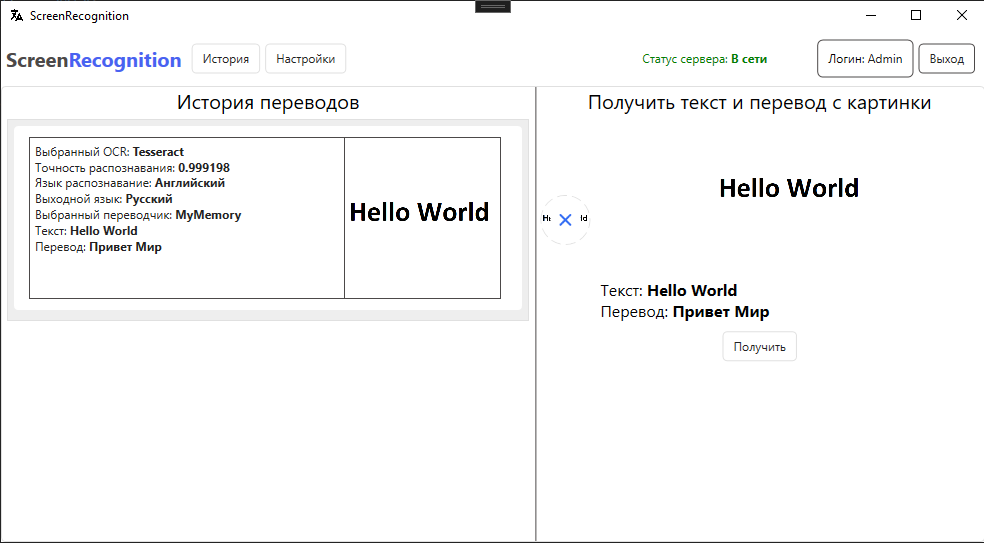 ScreenRecognition
ScreenRecognition
История
Настройки
Статус сервера: В сети
Логин: Admin
Выход
История переводов
Выбранный OCR: Tesseract
Точность распознавания: 0.999198
Язык распознавание: Английский
Выходной язык: Русский
Выбранный переводчик: MyMemory
Текст: Hello World
Перевод: Привет Мир
Hello World
Получить текст и перевод с картинки
Hello World
Текст: Hello World
Перевод: Привет Мир
Получить